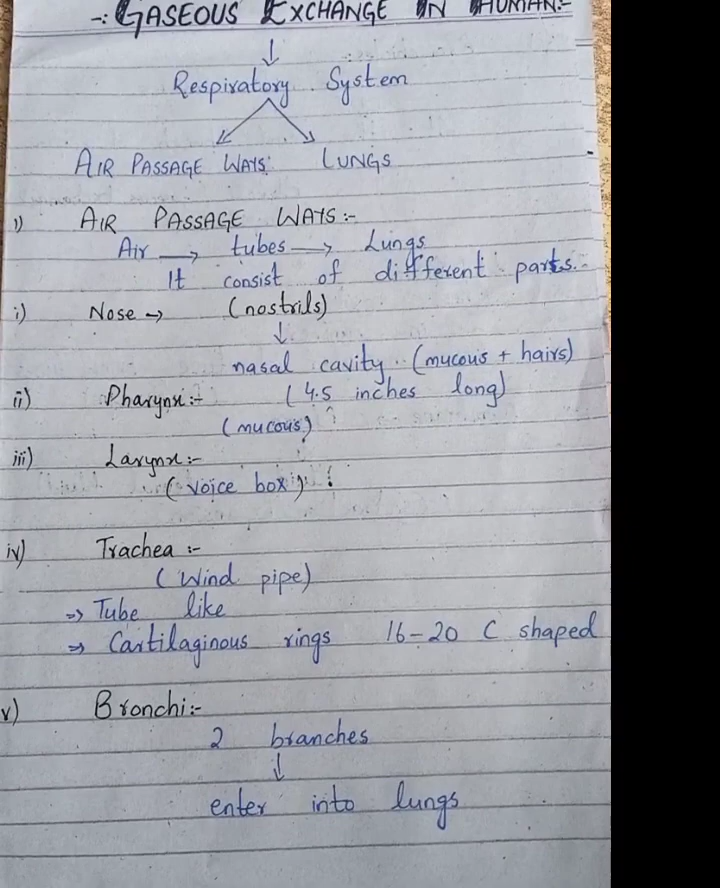 -: GASEOUS EXCHANGE IN HUMAN:-
↓
Respiratory System
AIR PASSAGE WAYS LUNGS
1) AIR PASSAGE WAYS:-
Air → tubes → Lungs
It consist of different parts.
i) Nose → (nostrils)
↓
nasal cavity (mucous + hairs)
ii) Pharynx:- (4.5 inches long)
(mucous)
iii) Larynx:-
(voice box)
iv) Trachea :-
(Wind pipe)
⇒ Tube like
⇒ Cartilaginous rings 16-20 C shaped
v) Bronchi:-
2 branches
↓
enter into lungs